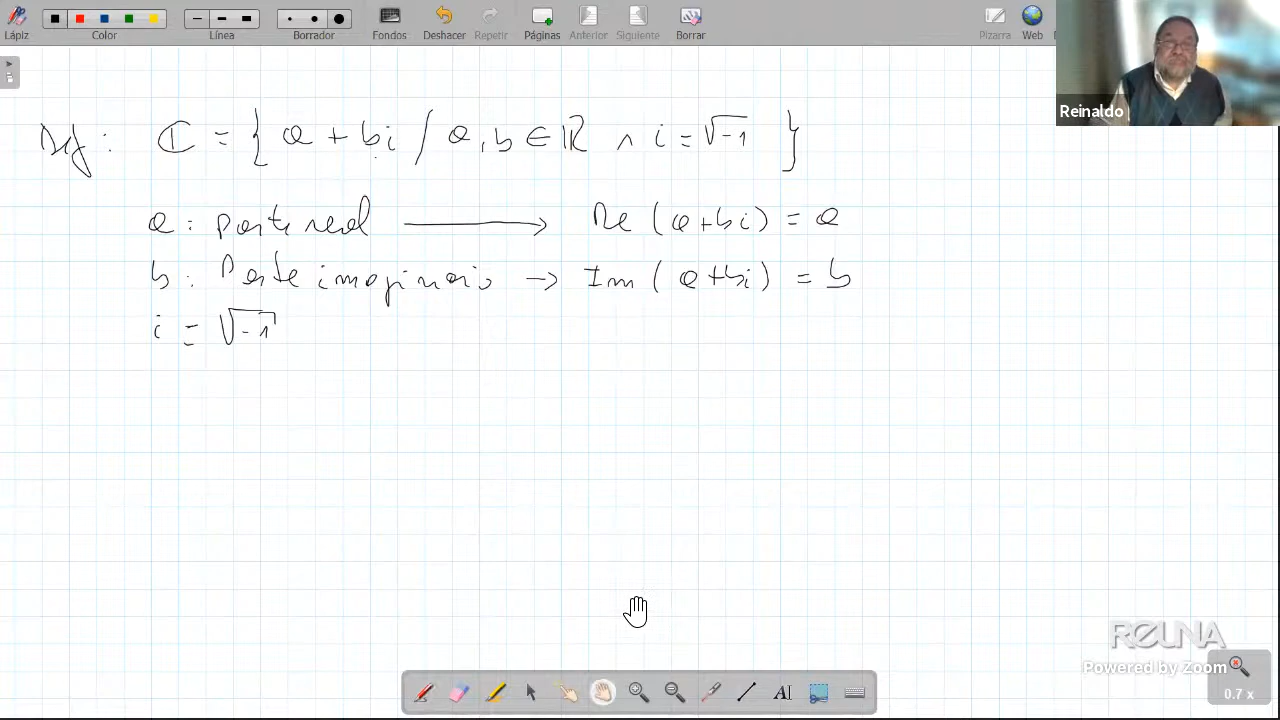 Lápiz Color Línea Borrador Fondos Deshacer Repetir Páginas Anterior Siguiente Borrar Pizarra Web
Reinaldo
Def: ℂ = { a + bi / a, b ∈ ℝ ∧ i = √-1 }
a : parte real ⟶ Re (a+bi) = a
b : Parte imaginaria → Im (a+bi) = b
i = √-1
REUNA
Powered by Zoom
0.7 x